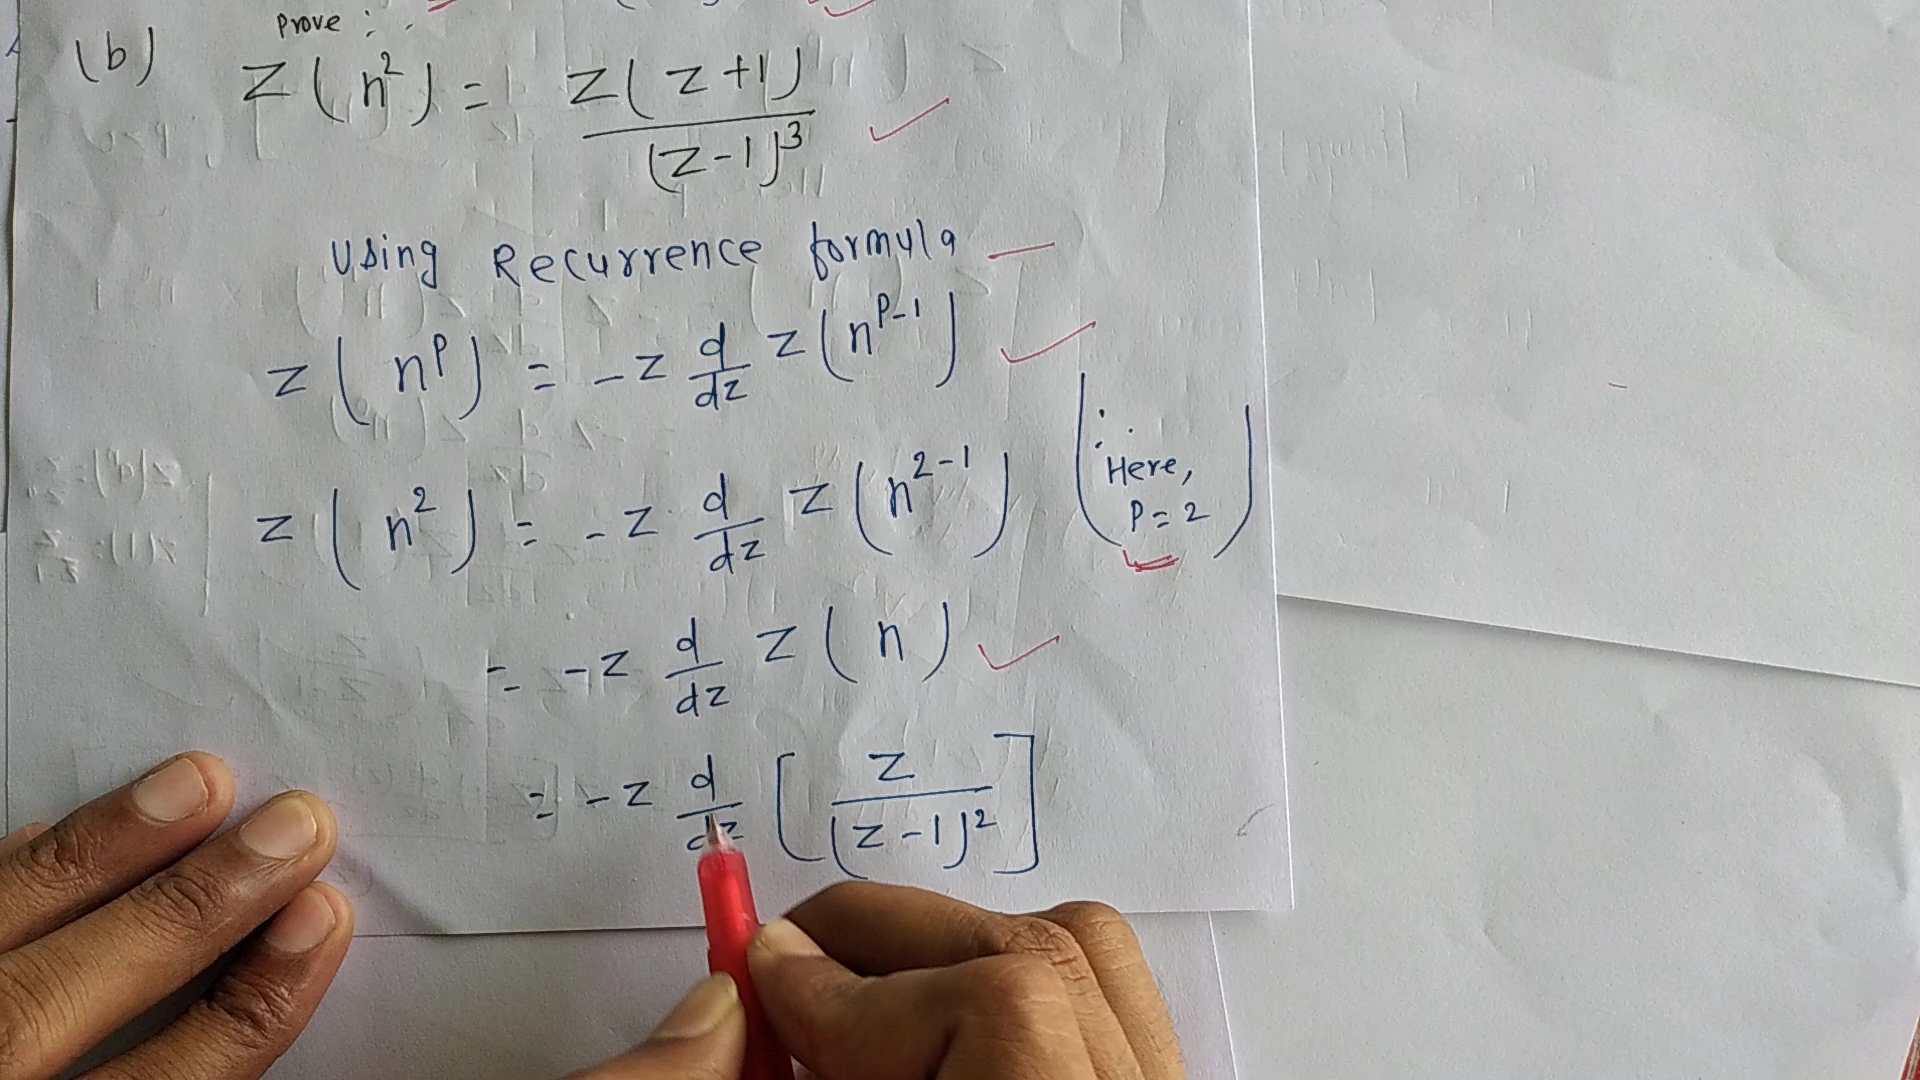 Prove :-
(b) Z(n²) = z(z+1) / (z-1)³
Using Recurrence formula
Z(n^p) = -z d/dz Z(n^(p-1))
Z(n²) = -z d/dz Z(n^(2-1)) (∵ Here, P=2)
= -z d/dz Z(n)
= -z d/dz [z / (z-1)²]